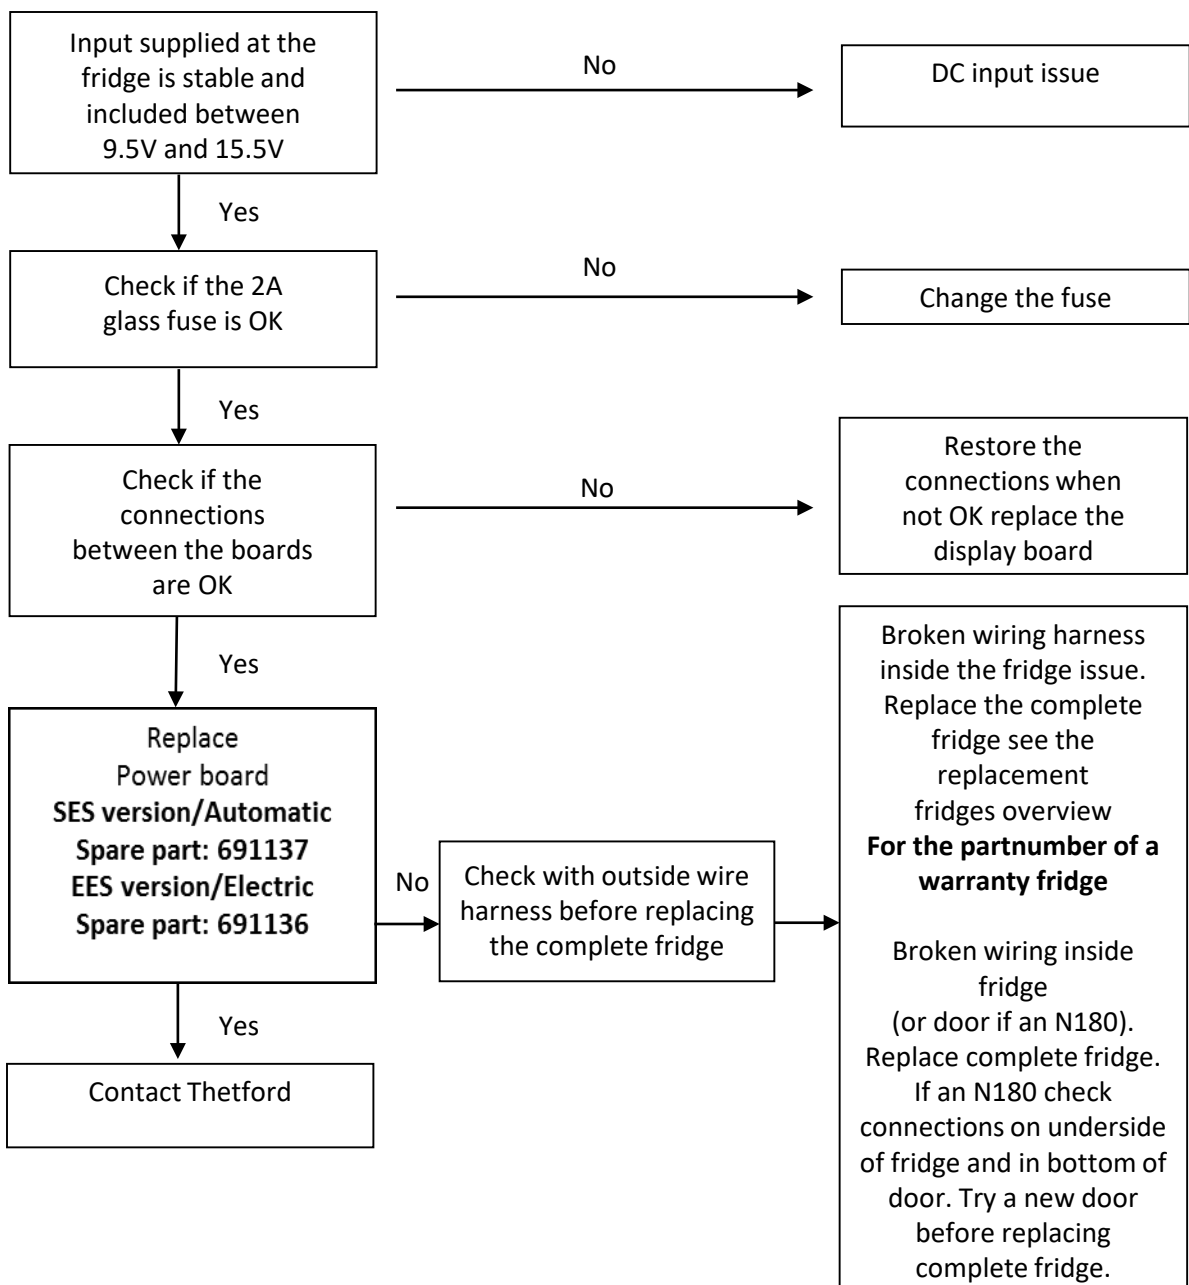 Input supplied at the
fridge is stable and
included between
9.5V and 15.5V
No
DC input issue
Yes
Check if the 2A
glass fuse is OK
No
Change the fuse
Yes
Check if the
connections
between the boards
are OK
No
Restore the
connections when
not OK replace the
display board
Yes
Replace
Power board
SES version/Automatic
Spare part: 691137
EES version/Electric
Spare part: 691136
No
Check with outside wire
harness before replacing
the complete fridge
Broken wiring harness
inside the fridge issue.
Replace the complete
fridge see the
replacement
fridges overview
For the partnumber of a
warranty fridge
Broken wiring inside
fridge
(or door if an N180).
Replace complete fridge.
If an N180 check
connections on underside
of fridge and in bottom of
door. Try a new door
before replacing
complete fridge.
Yes
Contact Thetford